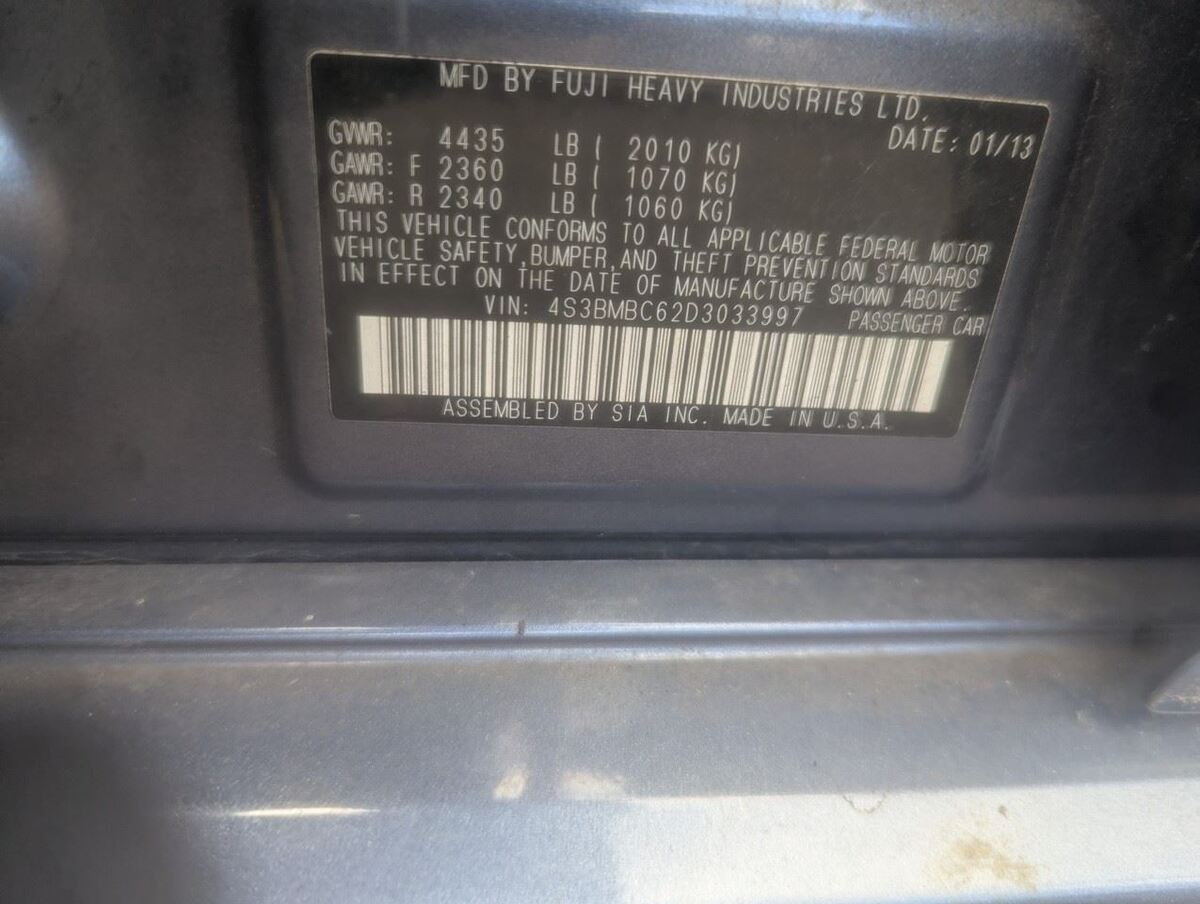 MFD BY FUJI HEAVY INDUSTRIES LTD.
DATE: 01/13
GVWR: 4435 LB ( 2010 KG)
GAWR: F 2360 LB ( 1070 KG)
GAWR: R 2340 LB ( 1060 KG)
THIS VEHICLE CONFORMS TO ALL APPLICABLE FEDERAL MOTOR
VEHICLE SAFETY, BUMPER, AND THEFT PREVENTION STANDARDS
IN EFFECT ON THE DATE OF MANUFACTURE SHOWN ABOVE.
VIN: 4S3BMBC62D3033997 PASSENGER CAR
ASSEMBLED BY SIA INC. MADE IN U.S.A.